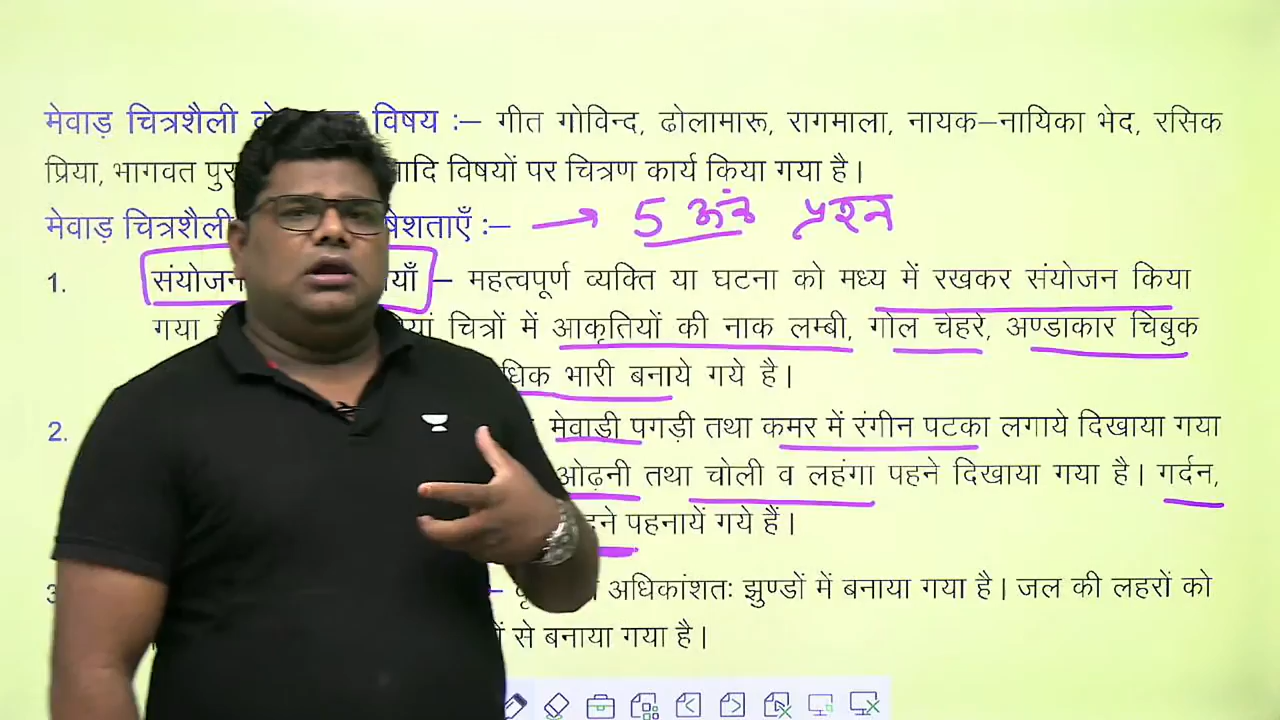 मेवाड़ चित्रशैली के विषय :– गीत गोविन्द, ढोलामारू, रागमाला, नायक–नायिका भेद, रसिक
प्रिया, भागवत आदि विषयों पर चित्रण कार्य किया गया है।
मेवाड़ चित्रशैली :– → 5 अंक प्रश्न
1. संयोजन – महत्वपूर्ण व्यक्ति या घटना को मध्य में रखकर संयोजन किया
गया चित्रों में आकृतियों की नाक लम्बी, गोल चेहरे, अण्डाकार चिबुक
भारी बनाये गये है।
2. मेवाडी पगड़ी तथा कमर में रंगीन पटका लगाये दिखाया गया
ओढ़नी तथा चोली व लहंगा पहने दिखाया गया है। गर्दन,
पहनायें गये हैं।
– अधिकांशतः झुण्डों में बनाया गया है। जल की लहरों को
से बनाया गया है।